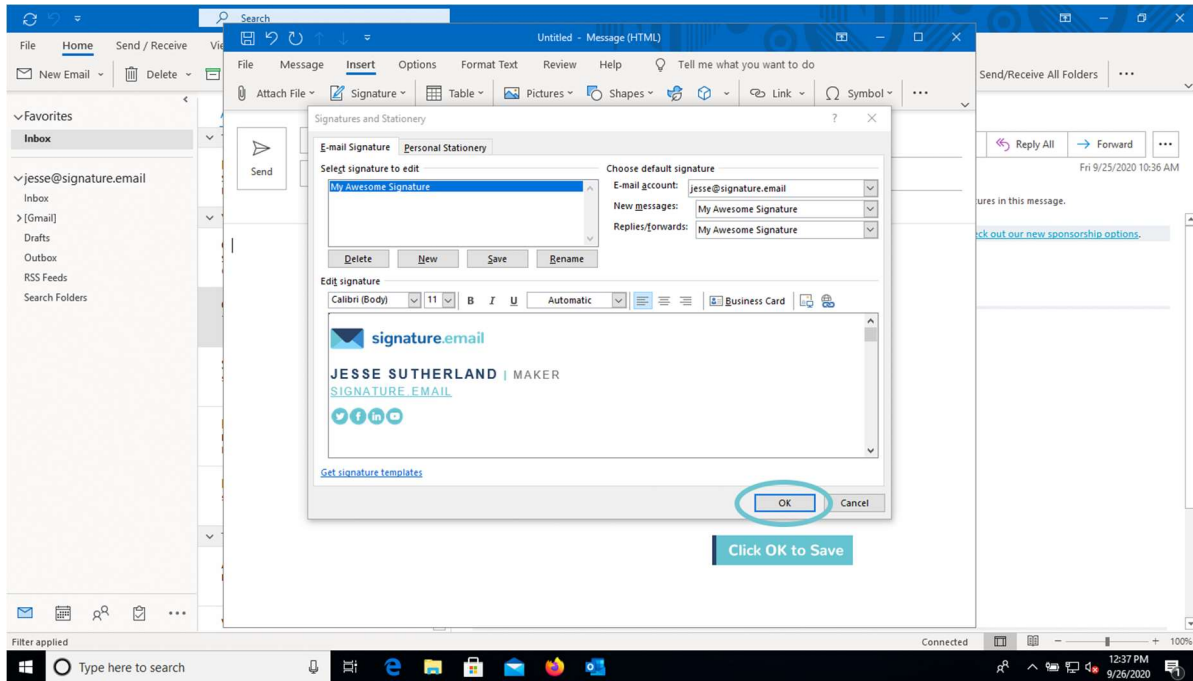 Search
File Home Send / Receive
New Email Delete
Favorites
Inbox
jesse@signature.email
Inbox
[Gmail]
Drafts
Outbox
RSS Feeds
Search Folders
Untitled - Message (HTML)
File Message Insert Options Format Text Review Help Tell me what you want to do
Attach File Signature Table Pictures Shapes Link Symbol
Send
Signatures and Stationery ?
E-mail Signature Personal Stationery
Select signature to edit
My Awesome Signature
Delete New Save Rename
Choose default signature
E-mail account: jesse@signature.email
New messages: My Awesome Signature
Replies/forwards: My Awesome Signature
Edit signature
Calibri (Body) 11 B I U Automatic Business Card
signature.email
JESSE SUTHERLAND | MAKER
SIGNATURE.EMAIL
Get signature templates
OK Cancel
Click OK to Save
Send/Receive All Folders
Reply All Forward
Fri 9/25/2020 10:36 AM
in this message.
out our new sponsorship options.
Filter applied
Connected 100%
Type here to search
12:37 PM
9/26/2020